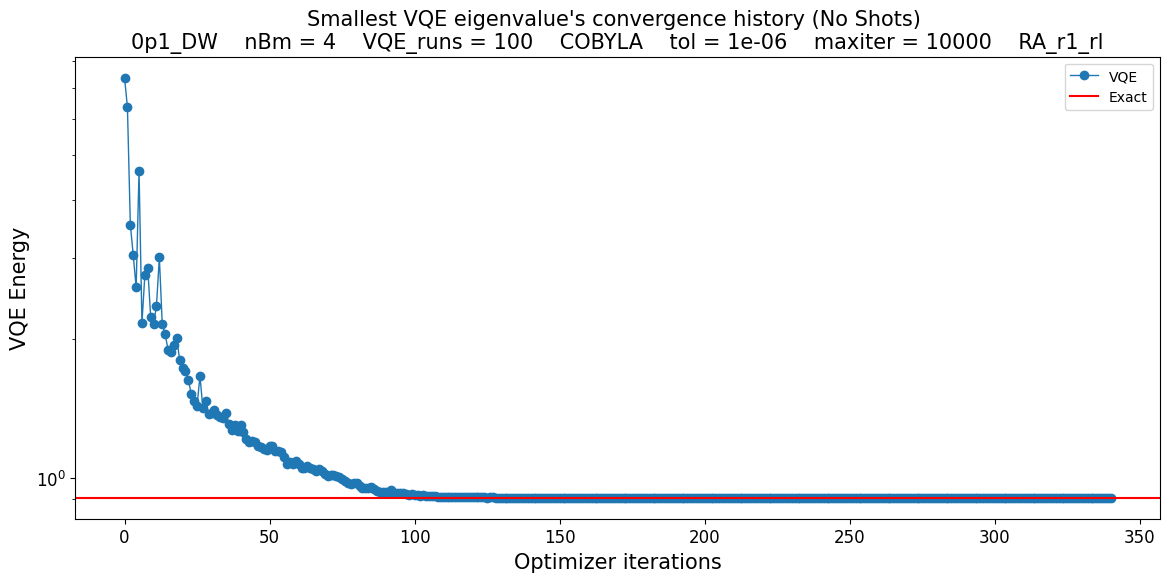 Smallest VQE eigenvalue's convergence history (No Shots)
0p1_DW    nBm = 4    VQE_runs = 100    COBYLA    tol = 1e-06    maxiter = 10000    RA_r1_rl
VQE
Exact
VQE Energy
10⁰
0 50 100 150 200 250 300 350
Optimizer iterations